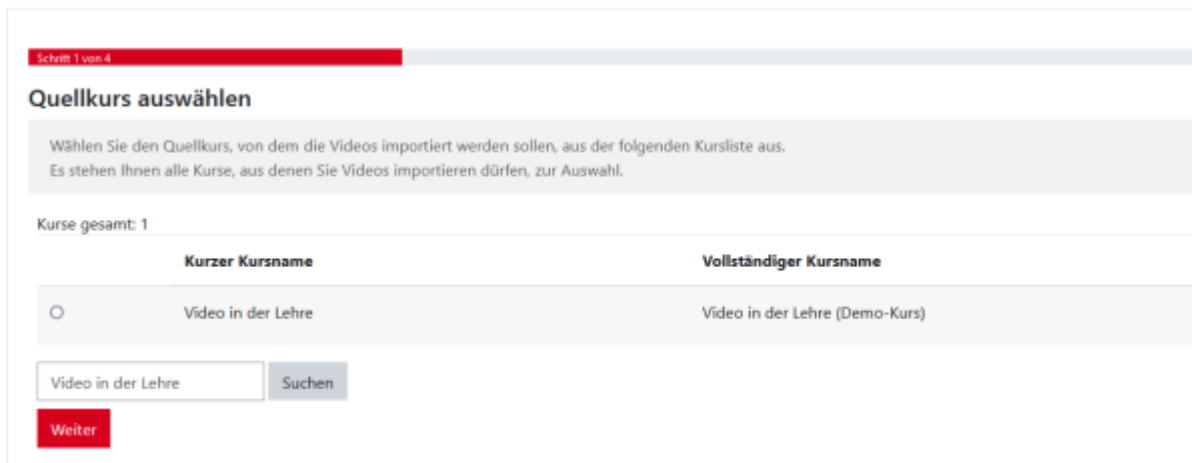 Schritt 1 von 4
Quellkurs auswählen
Wählen Sie den Quellkurs, von dem die Videos importiert werden sollen, aus der folgenden Kursliste aus.
Es stehen Ihnen alle Kurse, aus denen Sie Videos importieren dürfen, zur Auswahl.
Kurse gesamt: 1
Kurzer Kursname Vollständiger Kursname
Video in der Lehre Video in der Lehre (Demo-Kurs)
Video in der Lehre Suchen
Weiter